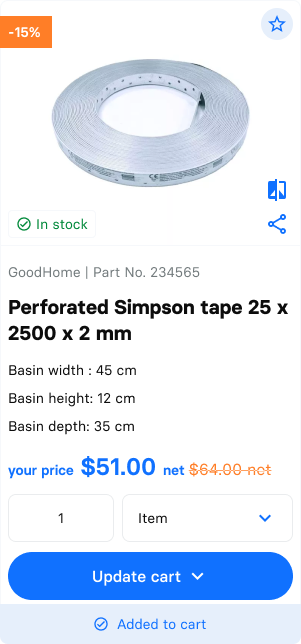 -15%
In stock
GoodHome | Part No. 234565
Perforated Simpson tape 25 x
2500 x 2 mm
Basin width : 45 cm
Basin height: 12 cm
Basin depth: 35 cm
your price $51.00 net $64.00 net
1 Item
Update cart
Added to cart